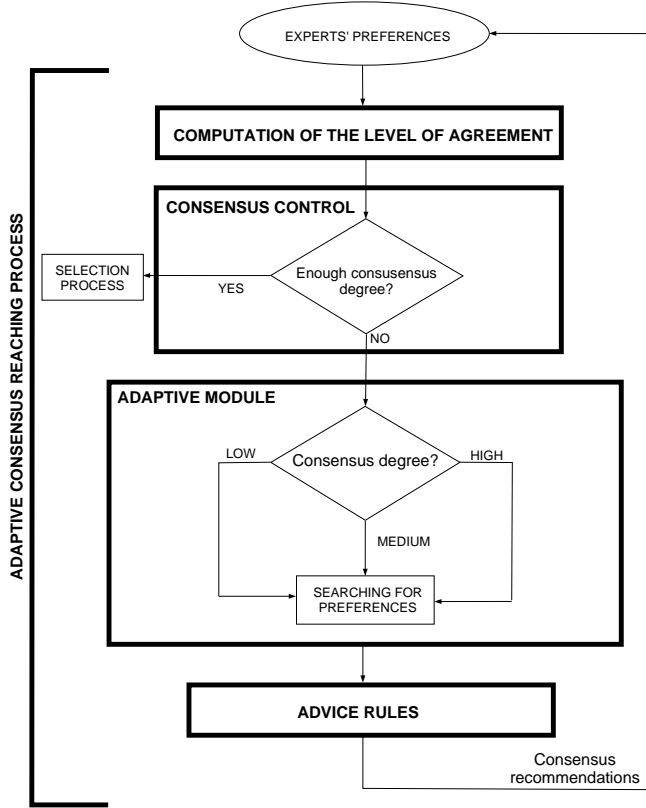 EXPERTS' PREFERENCES
ADAPTIVE CONSENSUS REACHING PROCESS
COMPUTATION OF THE LEVEL OF AGREEMENT
CONSENSUS CONTROL
Enough consusensus
degree?
SELECTION
PROCESS
YES
NO
ADAPTIVE MODULE
LOW
Consensus degree?
HIGH
MEDIUM
SEARCHING FOR
PREFERENCES
ADVICE RULES
Consensus
recommendations